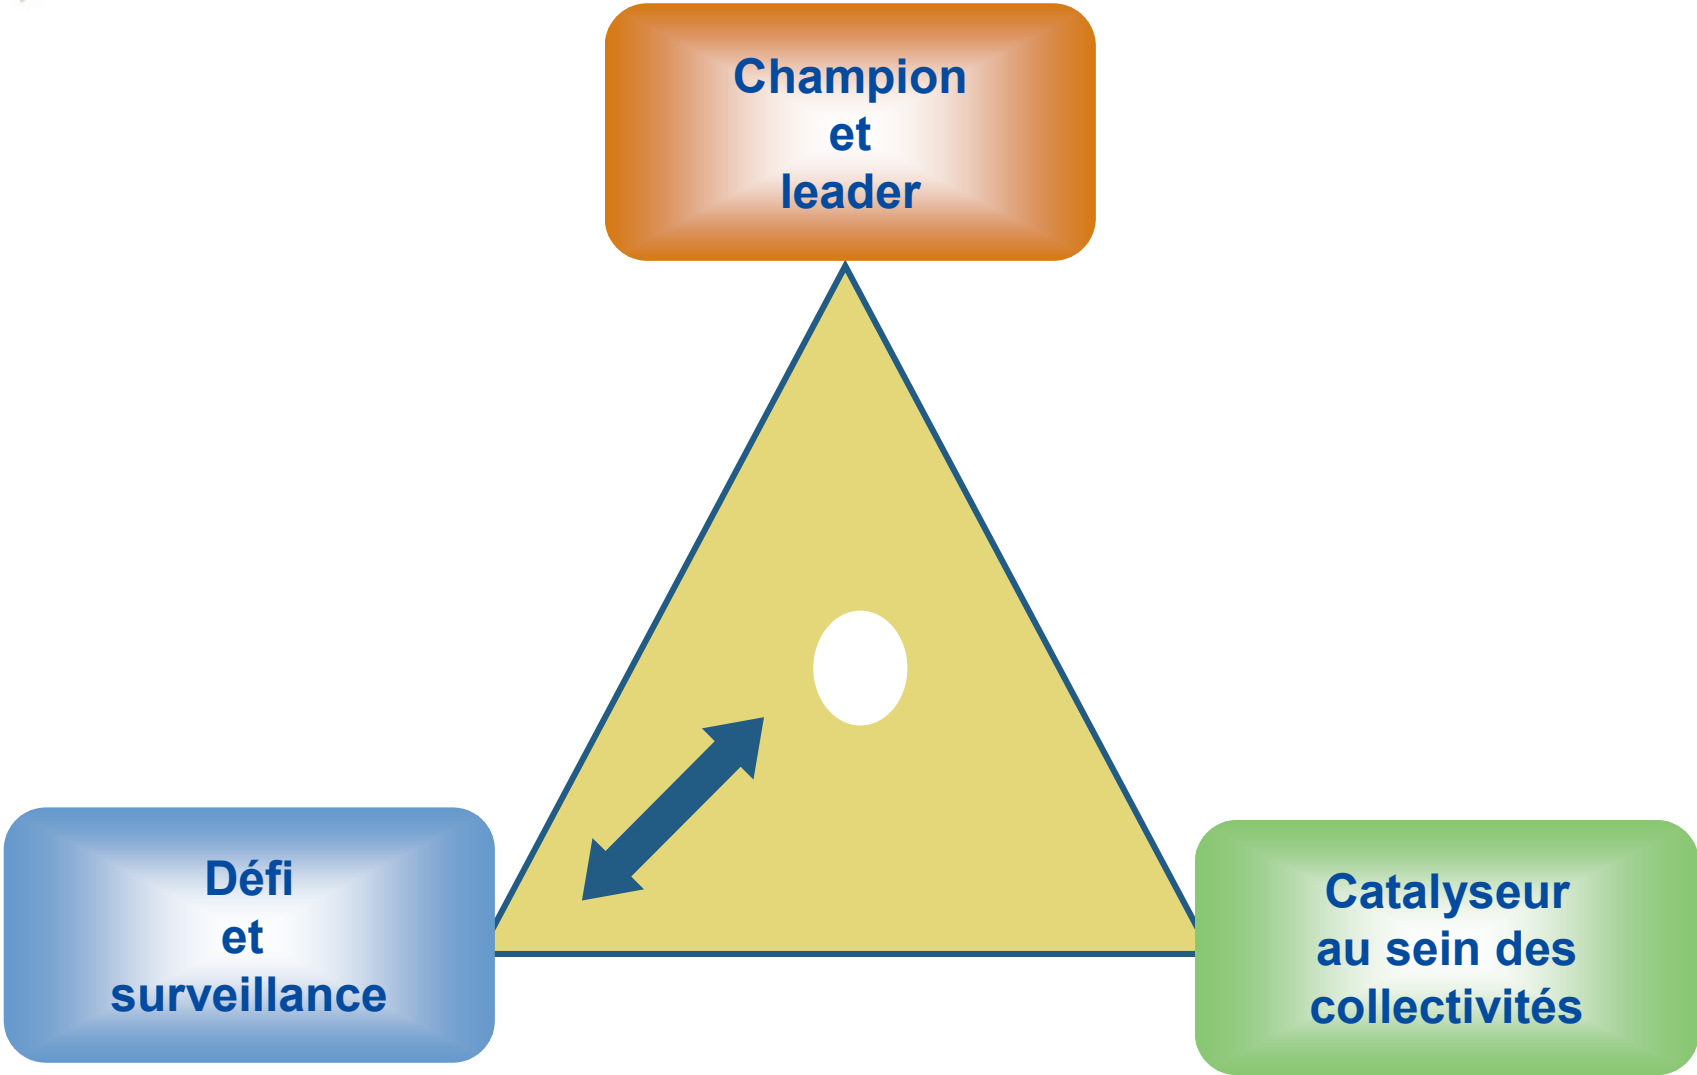 Champion
et
leader
Défi
et
surveillance
Catalyseur
au sein des
collectivités